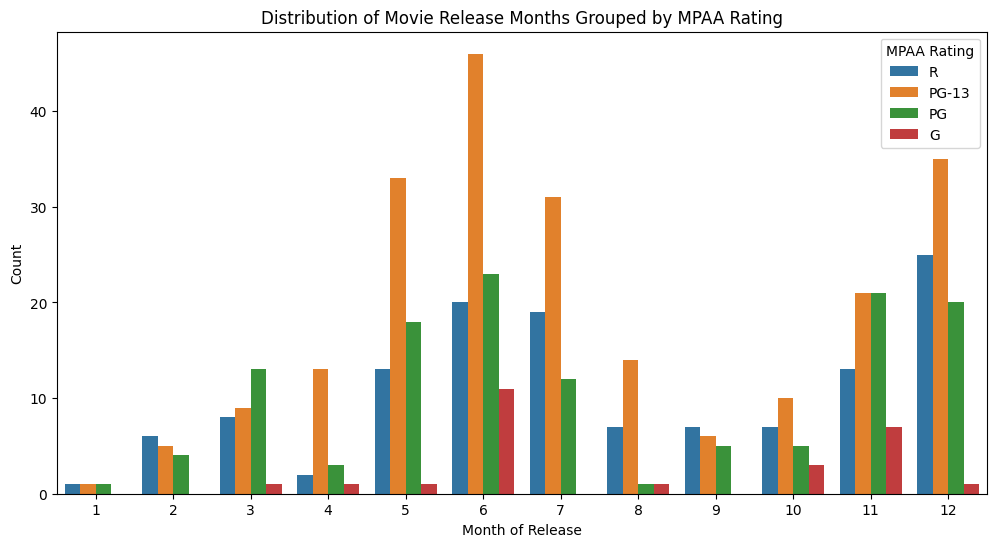 Distribution of Movie Release Months Grouped by MPAA Rating
MPAA Rating
R
PG-13
PG
G
Count
40
30
20
10
0
1 2 3 4 5 6 7 8 9 10 11 12
Month of Release